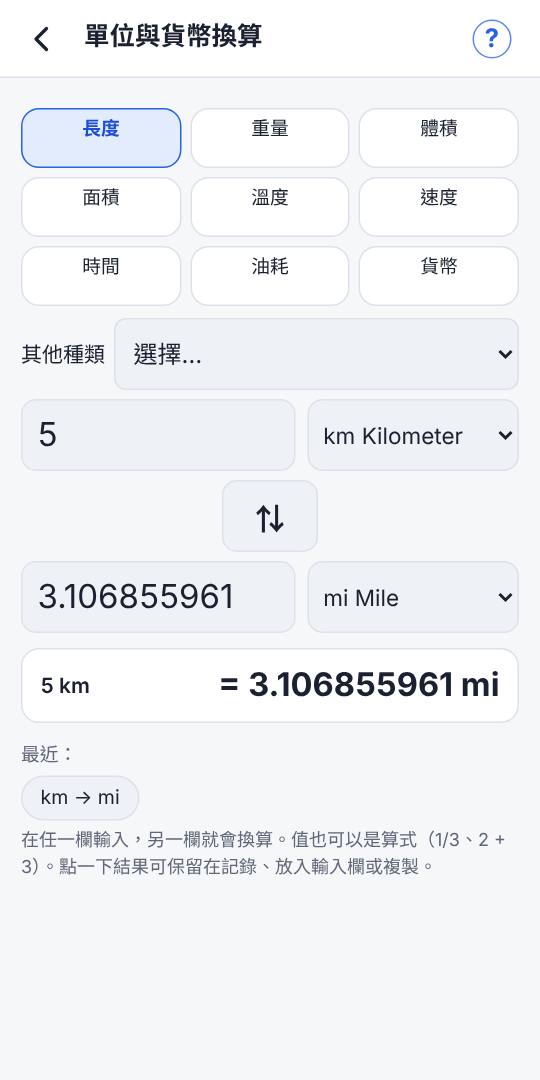 單位與貨幣換算
?
長度
重量
體積
面積
溫度
速度
時間
油耗
貨幣
其他種類
選擇...
5
km Kilometer
3.106855961
mi Mile
5 km
= 3.106855961 mi
最近：
km → mi
在任一欄輸入，另一欄就會換算。值也可以是算式（1/3、2 +
3）。點一下結果可保留在記錄、放入輸入欄或複製。